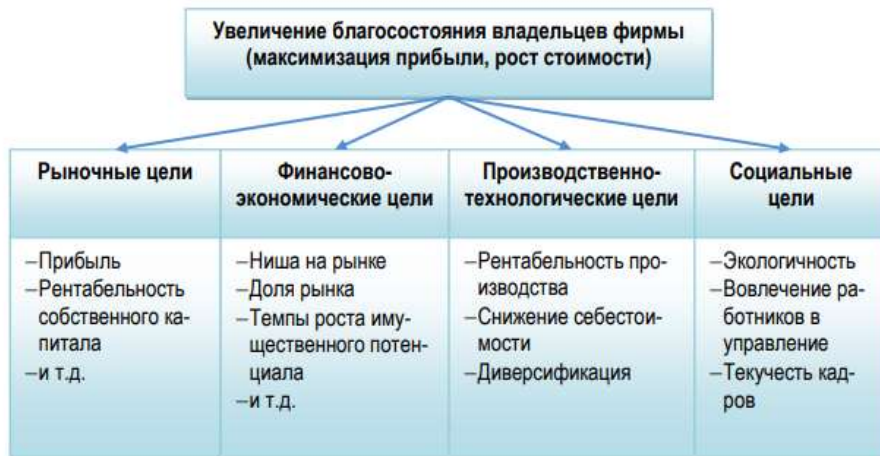 Увеличение благосостояния владельцев фирмы
(максимизация прибыли, рост стоимости)
Рыночные цели
–Прибыль
–Рентабельность
собственного ка-
питала
–и т.д.
Финансово-
экономические цели
–Ниша на рынке
–Доля рынка
–Темпы роста иму-
щественного потен-
циала
–и т.д.
Производственно-
технологические цели
–Рентабельность про-
изводства
–Снижение себестои-
мости
–Диверсификация
Социальные
цели
–Экологичность
–Вовлечение ра-
ботников в
управление
–Текучесть кад-
ров